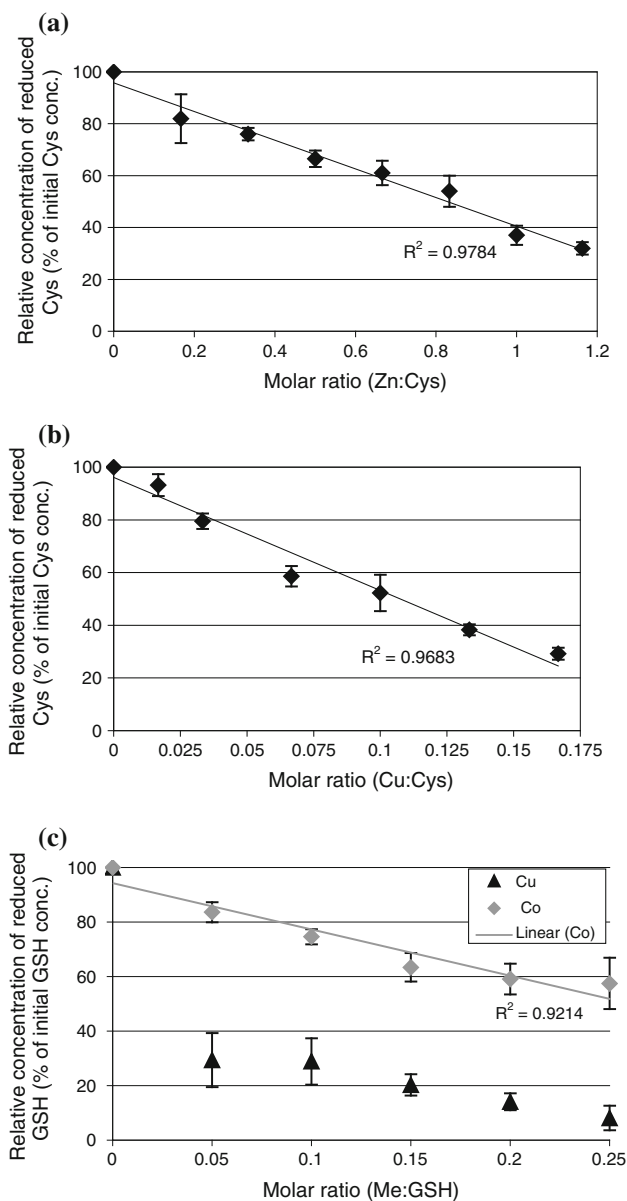 (a)
Relative concentration of reduced
Cys (% of initial Cys conc.)
100
80
60
40
20
0
R² = 0.9784
0 0.2 0.4 0.6 0.8 1 1.2
Molar ratio (Zn:Cys)
(b)
Relative concentration of reduced
Cys (% of initial Cys conc.)
100
80
60
40
20
0
R² = 0.9683
0 0.025 0.05 0.075 0.1 0.125 0.15 0.175
Molar ratio (Cu:Cys)
(c)
Relative concentration of reduced
GSH (% of initial GSH conc.)
100
80
60
40
20
0
Cu
Co
Linear (Co)
R² = 0.9214
0 0.05 0.1 0.15 0.2 0.25
Molar ratio (Me:GSH)